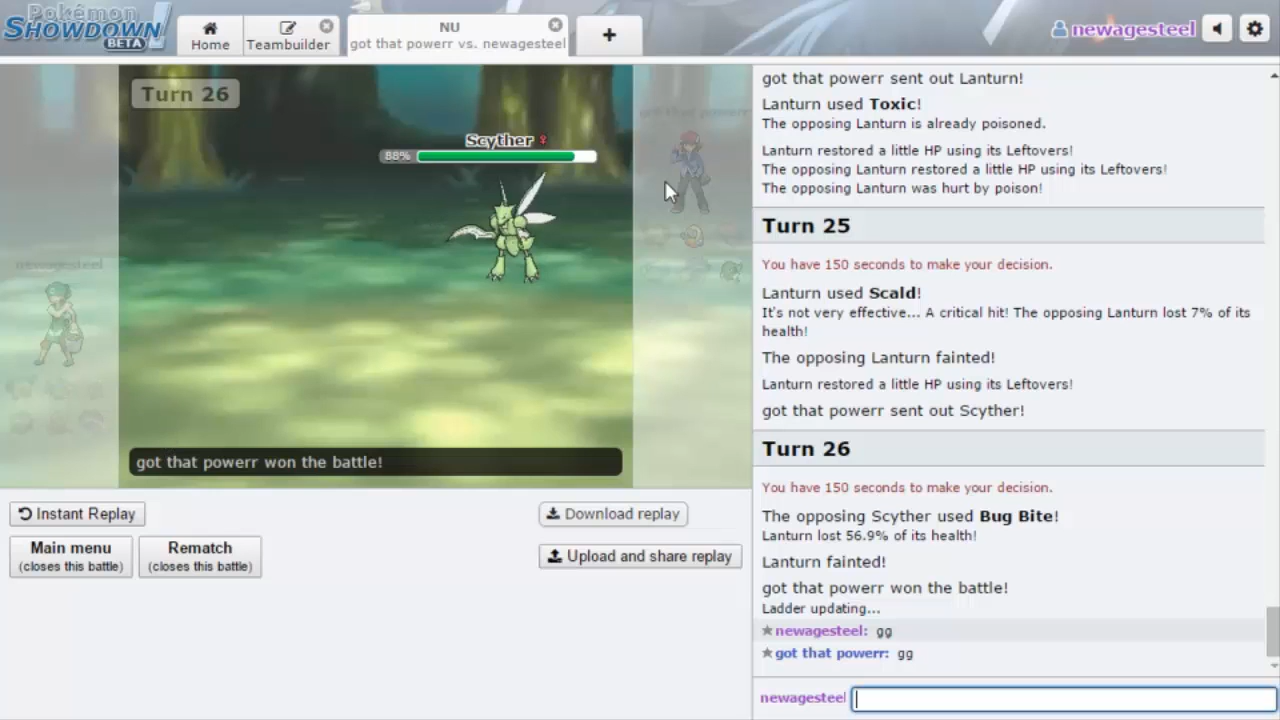 Pokémon
SHOWDOWN!
BETA
Home
Teambuilder
NU
got that powerr vs. newagesteel
+
newagesteel
Turn 26
Scyther
88%
got that powerr
newagesteel
got that powerr won the battle!
Instant Replay
Download replay
Main menu
(closes this battle)
Rematch
(closes this battle)
Upload and share replay
got that powerr sent out Lanturn!
Lanturn used Toxic!
The opposing Lanturn is already poisoned.
Lanturn restored a little HP using its Leftovers!
The opposing Lanturn restored a little HP using its Leftovers!
The opposing Lanturn was hurt by poison!
Turn 25
You have 150 seconds to make your decision.
Lanturn used Scald!
It's not very effective... A critical hit! The opposing Lanturn lost 7% of its
health!
The opposing Lanturn fainted!
Lanturn restored a little HP using its Leftovers!
got that powerr sent out Scyther!
Turn 26
You have 150 seconds to make your decision.
The opposing Scyther used Bug Bite!
Lanturn lost 56.9% of its health!
Lanturn fainted!
got that powerr won the battle!
Ladder updating...
★newagesteel: gg
★got that powerr: gg
newagesteel